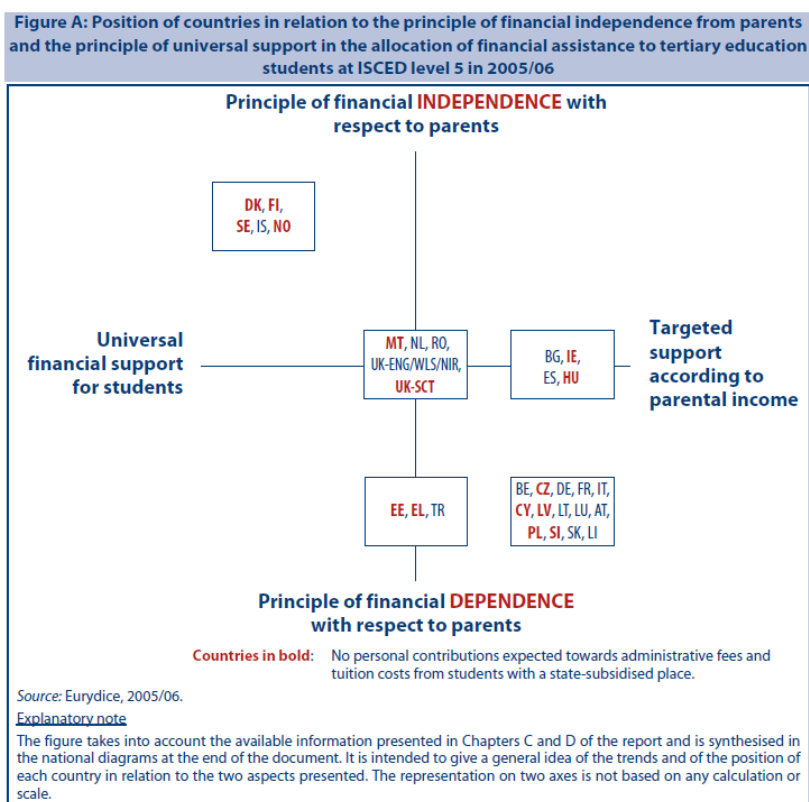 Figure A: Position of countries in relation to the principle of financial independence from parents
and the principle of universal support in the allocation of financial assistance to tertiary education
students at ISCED level 5 in 2005/06
Principle of financial INDEPENDENCE with
respect to parents
DK, FI,
SE, IS, NO
Universal
financial support
for students
MT, NL, RO,
UK-ENG/WLS/NIR,
UK-SCT
BG, IE,
ES, HU
Targeted
support
according to
parental income
EE, EL, TR
BE, CZ, DE, FR, IT,
CY, LV, LT, LU, AT,
PL, SI, SK, LI
Principle of financial DEPENDENCE
with respect to parents
Countries in bold: No personal contributions expected towards administrative fees and
tuition costs from students with a state-subsidised place.
Source: Eurydice, 2005/06.
Explanatory note
The figure takes into account the available information presented in Chapters C and D of the report and is synthesised in
the national diagrams at the end of the document. It is intended to give a general idea of the trends and of the position of
each country in relation to the two aspects presented. The representation on two axes is not based on any calculation or
scale.